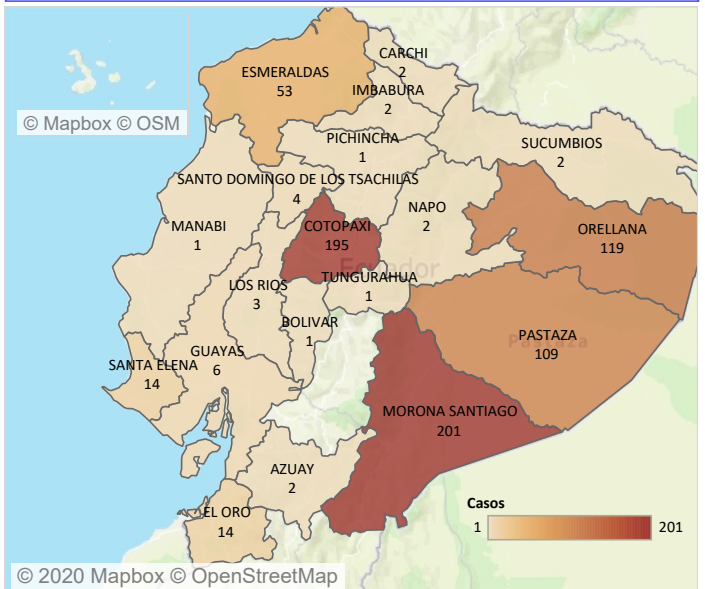 CARCHI
2
ESMERALDAS
53
IMBABURA
2
© Mapbox © OSM
PICHINCHA
1
SUCUMBIOS
2
SANTO DOMINGO DE LOS TSACHILAS
4
NAPO
2
MANABI
1
COTOPAXI
195
ORELLANA
119
Ecuador
TUNGURAHUA
1
LOS RIOS
3
BOLIVAR
1
PASTAZA
109
Pastaza
GUAYAS
6
SANTA ELENA
14
MORONA SANTIAGO
201
AZUAY
2
EL ORO
14
Casos
1 201
© 2020 Mapbox © OpenStreetMap